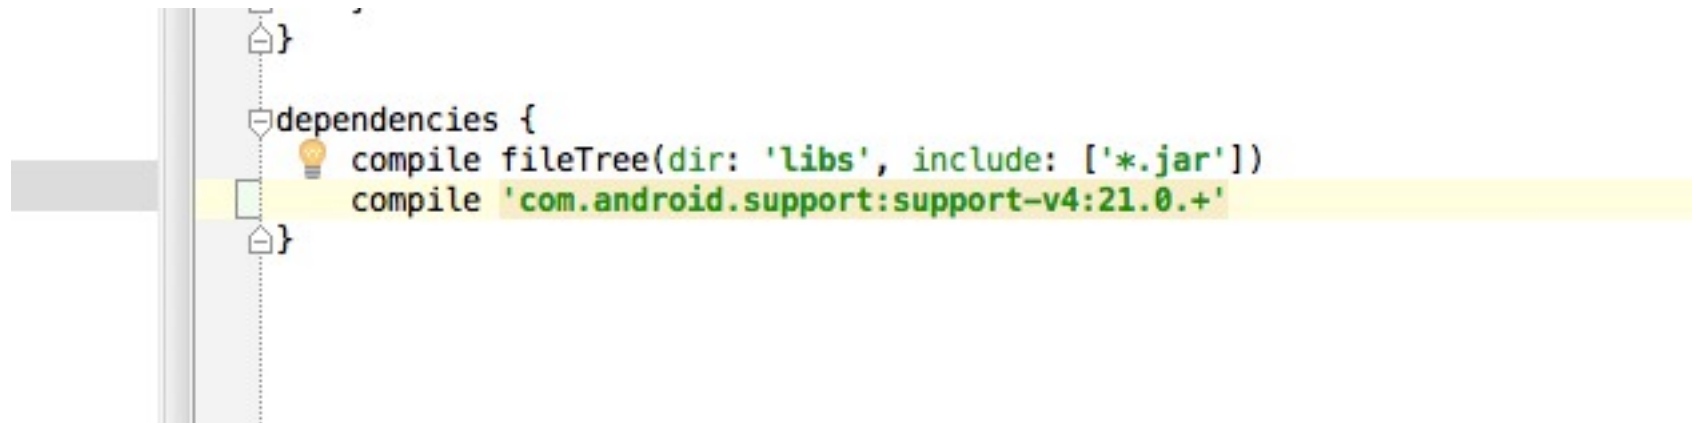 }
dependencies {
compile fileTree(dir: 'libs', include: ['*.jar'])
compile 'com.android.support:support-v4:21.0.+'
}